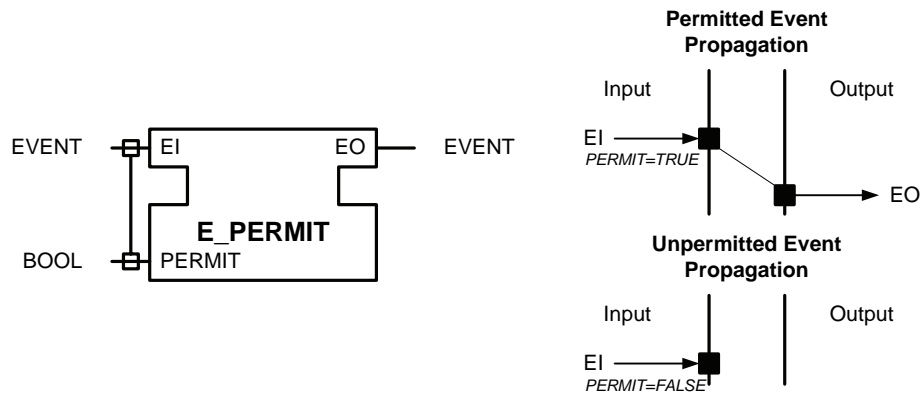 EVENT
EI
EO
EVENT
E_PERMIT
BOOL
PERMIT
Permitted Event
Propagation
Input
Output
EI
PERMIT=TRUE
EO
Unpermitted Event
Propagation
Input
Output
EI
PERMIT=FALSE